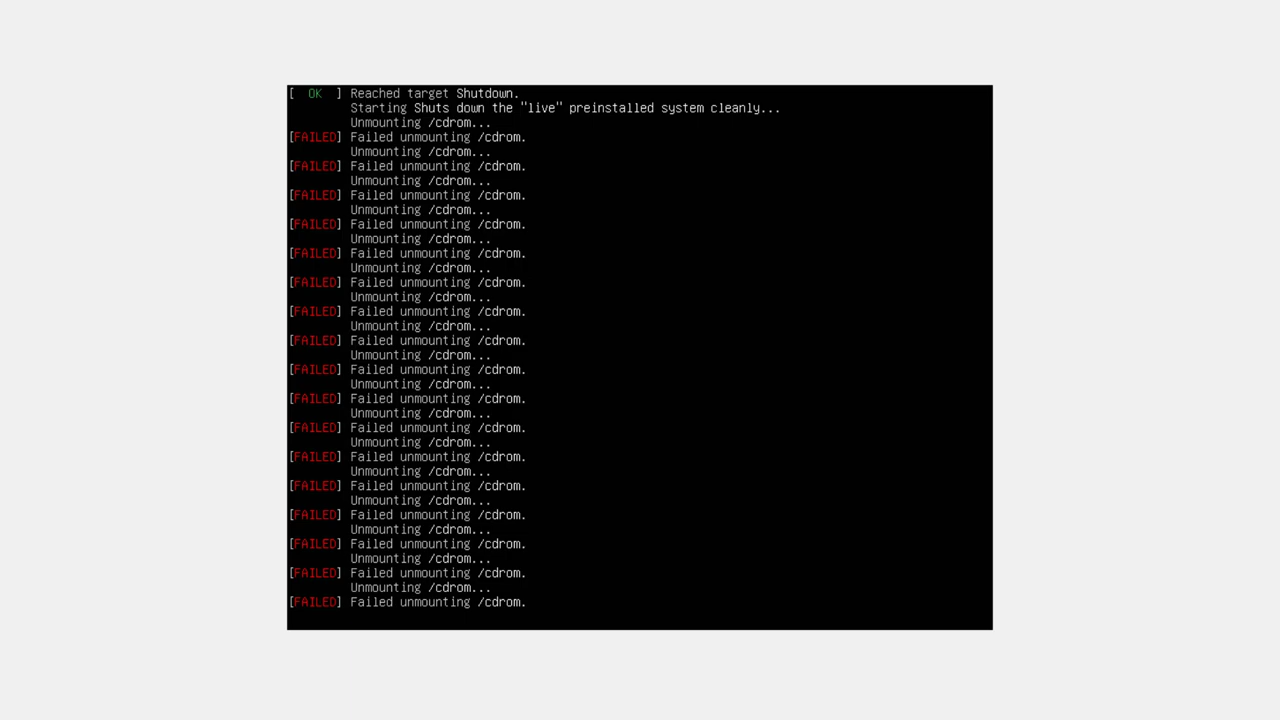 [  OK  ] Reached target Shutdown.
         Starting Shuts down the "live" preinstalled system cleanly...
         Unmounting /cdrom...
[FAILED] Failed unmounting /cdrom.
         Unmounting /cdrom...
[FAILED] Failed unmounting /cdrom.
         Unmounting /cdrom...
[FAILED] Failed unmounting /cdrom.
         Unmounting /cdrom...
[FAILED] Failed unmounting /cdrom.
         Unmounting /cdrom...
[FAILED] Failed unmounting /cdrom.
         Unmounting /cdrom...
[FAILED] Failed unmounting /cdrom.
         Unmounting /cdrom...
[FAILED] Failed unmounting /cdrom.
         Unmounting /cdrom...
[FAILED] Failed unmounting /cdrom.
         Unmounting /cdrom...
[FAILED] Failed unmounting /cdrom.
         Unmounting /cdrom...
[FAILED] Failed unmounting /cdrom.
         Unmounting /cdrom...
[FAILED] Failed unmounting /cdrom.
         Unmounting /cdrom...
[FAILED] Failed unmounting /cdrom.
         Unmounting /cdrom...
[FAILED] Failed unmounting /cdrom.
         Unmounting /cdrom...
[FAILED] Failed unmounting /cdrom.
         Unmounting /cdrom...
[FAILED] Failed unmounting /cdrom.
         Unmounting /cdrom...
[FAILED] Failed unmounting /cdrom.
         Unmounting /cdrom...
[FAILED] Failed unmounting /cdrom.